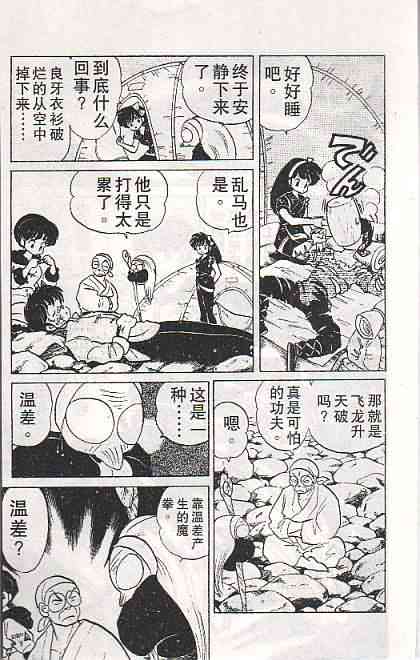 好好睡
吧。
でん
终于安
静下来
了。
到底什么
回事？
良牙衣衫破
烂的从空中
掉下来……
乱马也
是。
他只是
打得太
累了。
那就是
飞龙升
天破
吗？
真是可怕
的功夫。
嗯。
这是
种……
温差。
靠温差产
生的魔
拳。
温差？